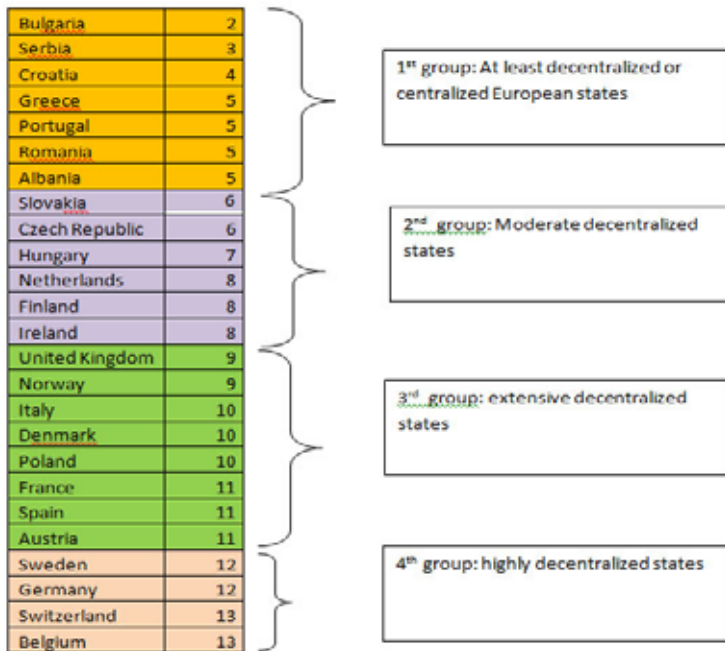 Bulgaria 2
Serbia 3
Croatia 4
Greece 5
Portugal 5
Romania 5
Albania 5
Slovakia 6
Czech Republic 6
Hungary 7
Netherlands 8
Finland 8
Ireland 8
United Kingdom 9
Norway 9
Italy 10
Denmark 10
Poland 10
France 11
Spain 11
Austria 11
Sweden 12
Germany 12
Switzerland 13
Belgium 13
1st group: At least decentralized or
centralized European states
2nd group: Moderate decentralized
states
3rd group: extensive decentralized
states
4th group: highly decentralized states